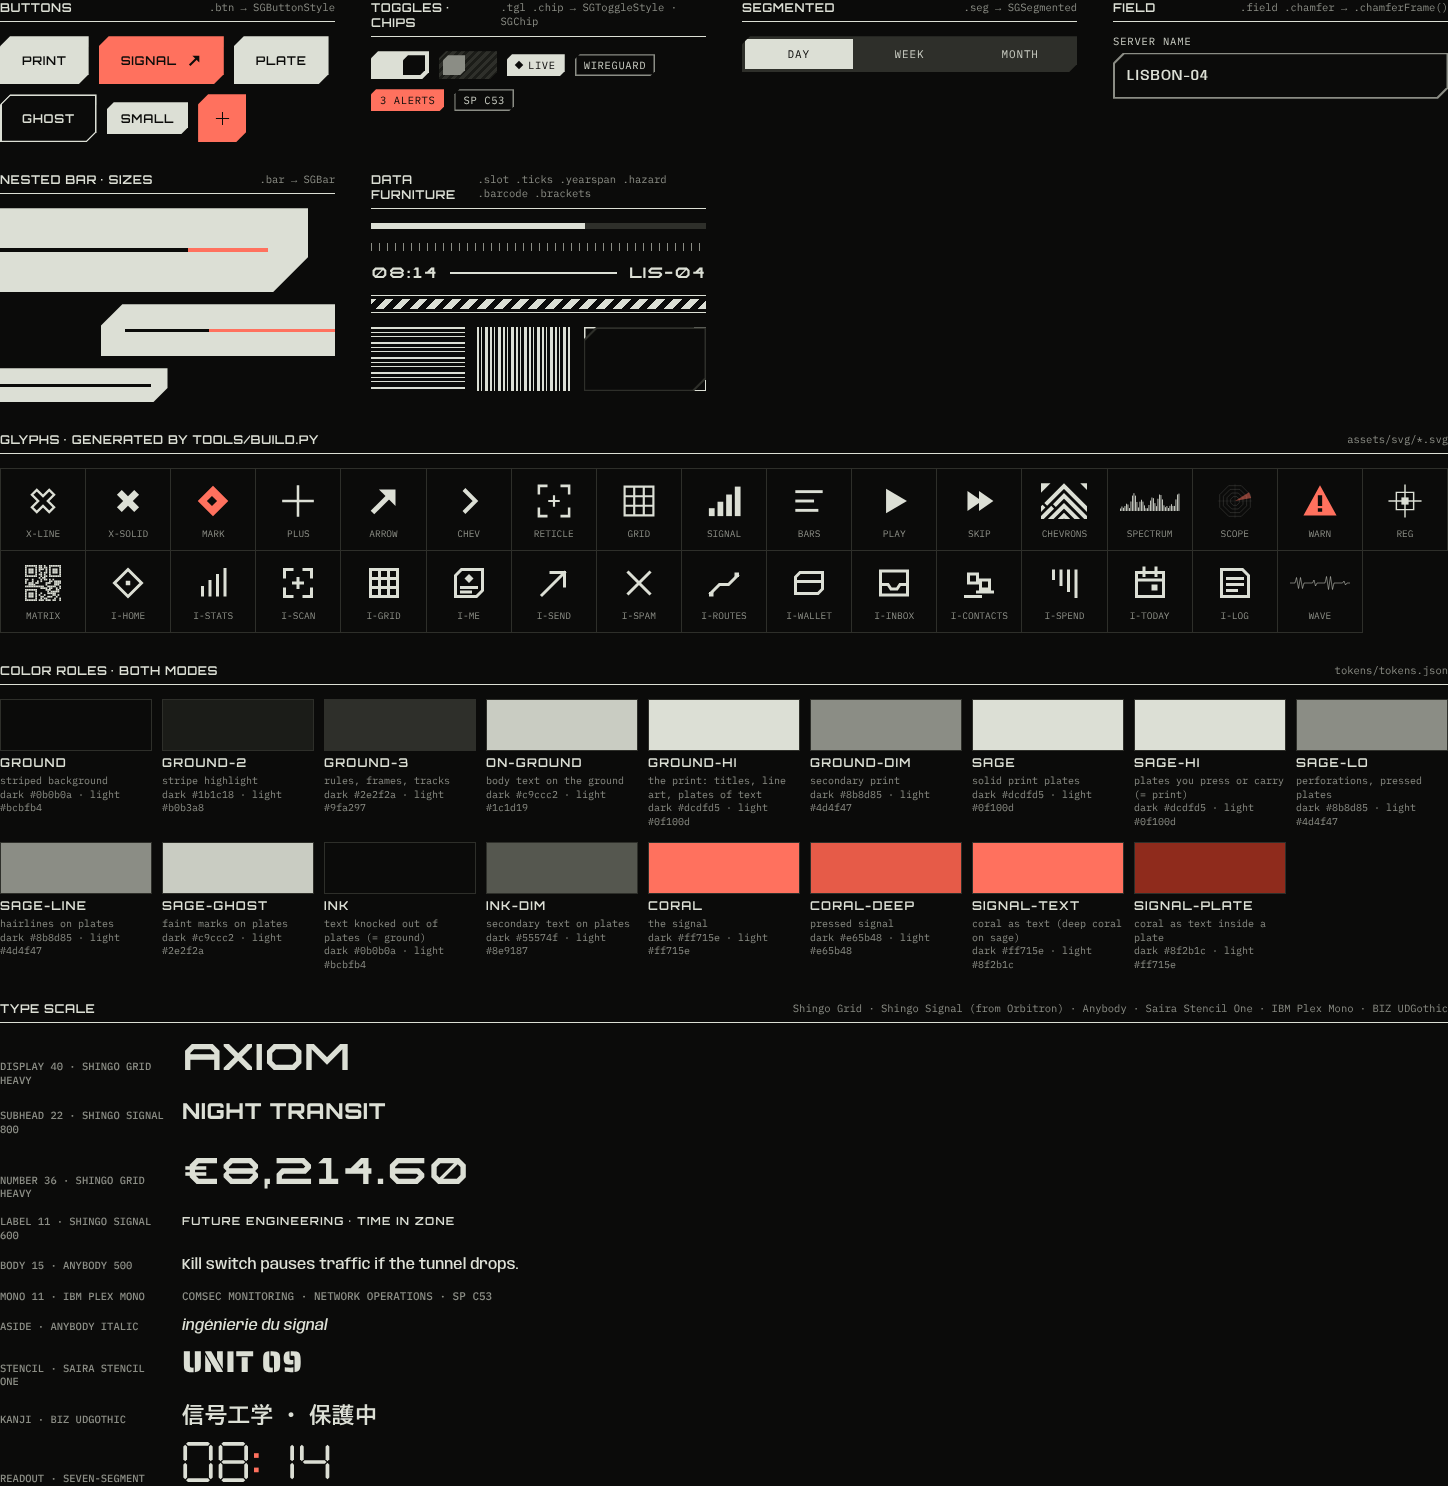 BUTTONS
.btn → SGButtonStyle
PRINT
SIGNAL ↗
PLATE
GHOST
SMALL
+
TOGGLES ·
CHIPS
.tgl .chip → SGToggleStyle ·
SGChip
◆ LIVE
WIREGUARD
3 ALERTS
SP C53
SEGMENTED
.seg → SGSegmented
DAY
WEEK
MONTH
FIELD
.field .chamfer → .chamferFrame()
SERVER NAME
LISBON-04
NESTED BAR · SIZES
.bar → SGBar
DATA
FURNITURE
.slot .ticks .yearspan .hazard
.barcode .brackets
08:14
LIS-04
GLYPHS · GENERATED BY TOOLS/BUILD.PY
assets/svg/*.svg
X-LINE
X-SOLID
MARK
PLUS
ARROW
CHEV
RETICLE
GRID
SIGNAL
BARS
PLAY
SKIP
CHEVRONS
SPECTRUM
SCOPE
WARN
REG
MATRIX
I-HOME
I-STATS
I-SCAN
I-GRID
I-ME
I-SEND
I-SPAM
I-ROUTES
I-WALLET
I-INBOX
I-CONTACTS
I-SPEND
I-TODAY
I-LOG
WAVE
COLOR ROLES · BOTH MODES
tokens/tokens.json
GROUND
striped background
dark #0b0b0a · light
#bcbfb4
GROUND-2
stripe highlight
dark #1b1c18 · light
#b0b3a8
GROUND-3
rules, frames, tracks
dark #2e2f2a · light
#9fa297
ON-GROUND
body text on the ground
dark #c9ccc2 · light
#1c1d19
GROUND-HI
the print: titles, line
art, plates of text
dark #dcdfd5 · light
#0f100d
GROUND-DIM
secondary print
dark #8b8d85 · light
#4d4f47
SAGE
solid print plates
dark #dcdfd5 · light
#0f100d
SAGE-HI
plates you press or carry
(= print)
dark #dcdfd5 · light
#0f100d
SAGE-LO
perforations, pressed
plates
dark #8b8d85 · light
#4d4f47
SAGE-LINE
hairlines on plates
dark #8b8d85 · light
#4d4f47
SAGE-GHOST
faint marks on plates
dark #c9ccc2 · light
#2e2f2a
INK
text knocked out of
plates (= ground)
dark #0b0b0a · light
#bcbfb4
INK-DIM
secondary text on plates
dark #55574f · light
#8e9187
CORAL
the signal
dark #ff715e · light
#ff715e
CORAL-DEEP
pressed signal
dark #e65b48 · light
#e65b48
SIGNAL-TEXT
coral as text (deep coral
on sage)
dark #ff715e · light
#8f2b1c
SIGNAL-PLATE
coral as text inside a
plate
dark #8f2b1c · light
#ff715e
TYPE SCALE
Shingo Grid · Shingo Signal (from Orbitron) · Anybody · Saira Stencil One · IBM Plex Mono · BIZ UDGothic
DISPLAY 40 · SHINGO GRID
HEAVY
AXIOM
SUBHEAD 22 · SHINGO SIGNAL
800
NIGHT TRANSIT
NUMBER 36 · SHINGO GRID
HEAVY
€8,214.60
LABEL 11 · SHINGO SIGNAL
600
FUTURE ENGINEERING · TIME IN ZONE
BODY 15 · ANYBODY 500
Kill switch pauses traffic if the tunnel drops.
MONO 11 · IBM PLEX MONO
COMSEC MONITORING · NETWORK OPERATIONS · SP C53
ASIDE · ANYBODY ITALIC
ingénierie du signal
STENCIL · SAIRA STENCIL
ONE
UNIT 09
KANJI · BIZ UDGOTHIC
信号工学 · 保護中
READOUT · SEVEN-SEGMENT
08:14